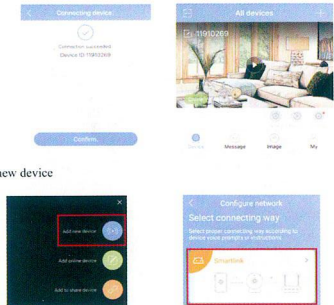 Connecting device
Connection succeeded
Device ID:11910269
Confirm
All devices
11910269
Device
Message
Image
My
new device
Add new device
Add online device
Add to share device
Configure network
Select connecting way
Select proper connecting way according to
device voice prompts or instructions
Smartlink